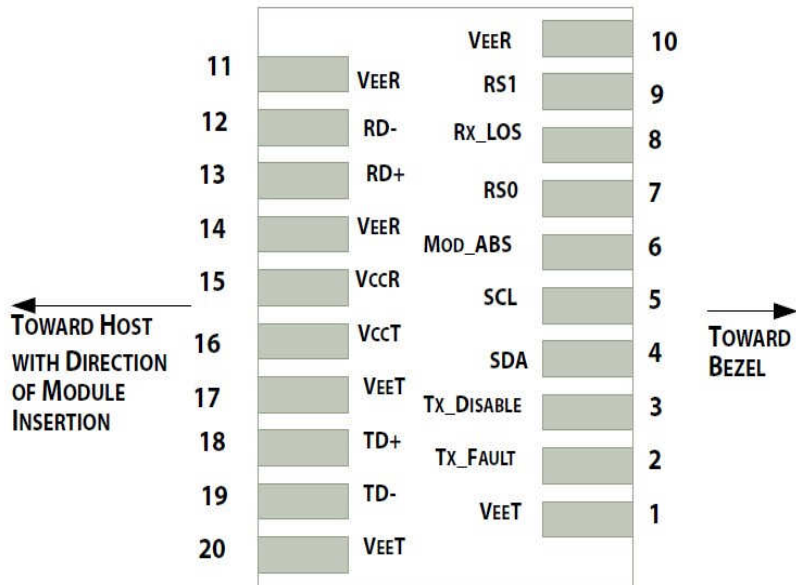 11 VEER
12 RD-
13 RD+
14 VEER
15 VCCR
16 VCCT
17 VEET
18 TD+
19 TD-
20 VEET
VEER 10
RS1 9
RX_LOS 8
RS0 7
MOD_ABS 6
SCL 5
SDA 4
TX_DISABLE 3
TX_FAULT 2
VEET 1
TOWARD HOST
WITH DIRECTION
OF MODULE
INSERTION
TOWARD
BEZEL